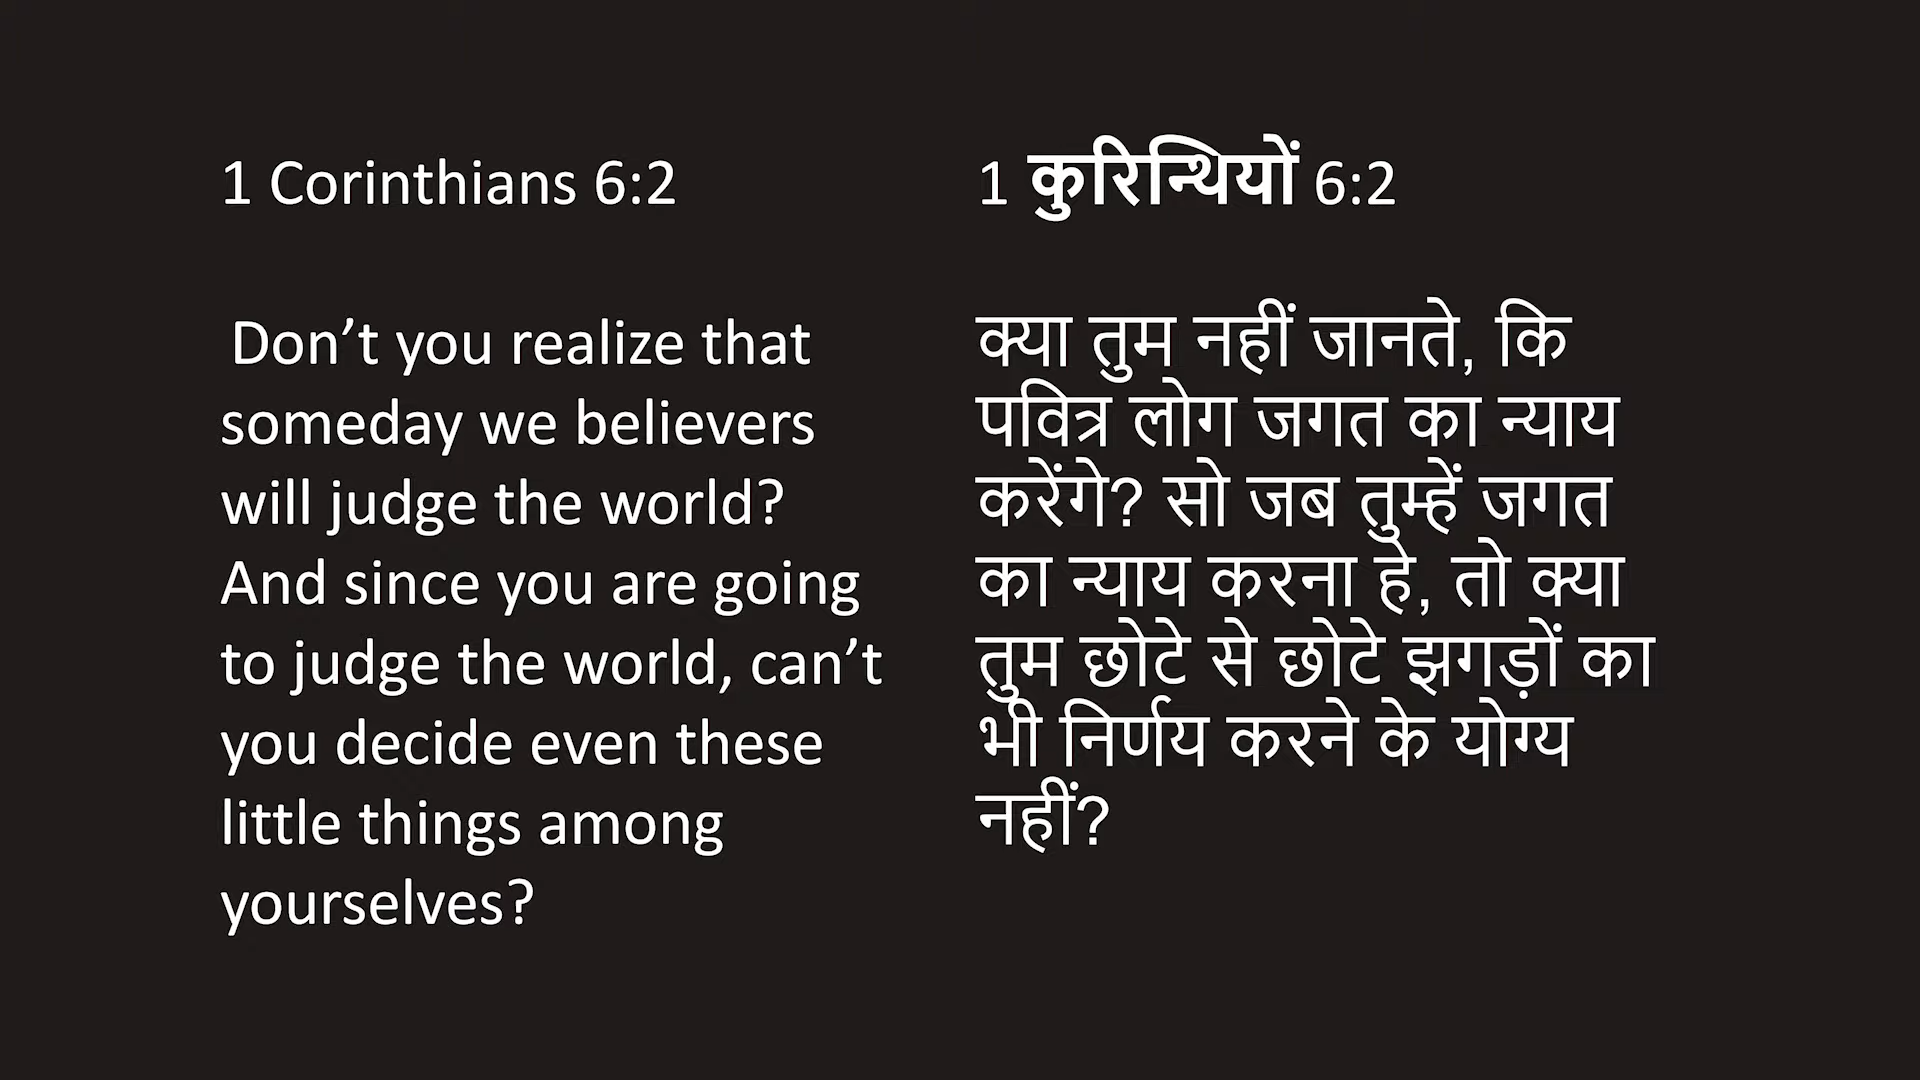 1 Corinthians 6:2
Don’t you realize that
someday we believers
will judge the world?
And since you are going
to judge the world, can’t
you decide even these
little things among
yourselves?
1 कुरिन्थियों 6:2
क्या तुम नहीं जानते, कि
पवित्र लोग जगत का न्याय
करेंगे? सो जब तुम्हें जगत
का न्याय करना हे, तो क्या
तुम छोटे से छोटे झगड़ों का
भी निर्णय करने के योग्य
नहीं?